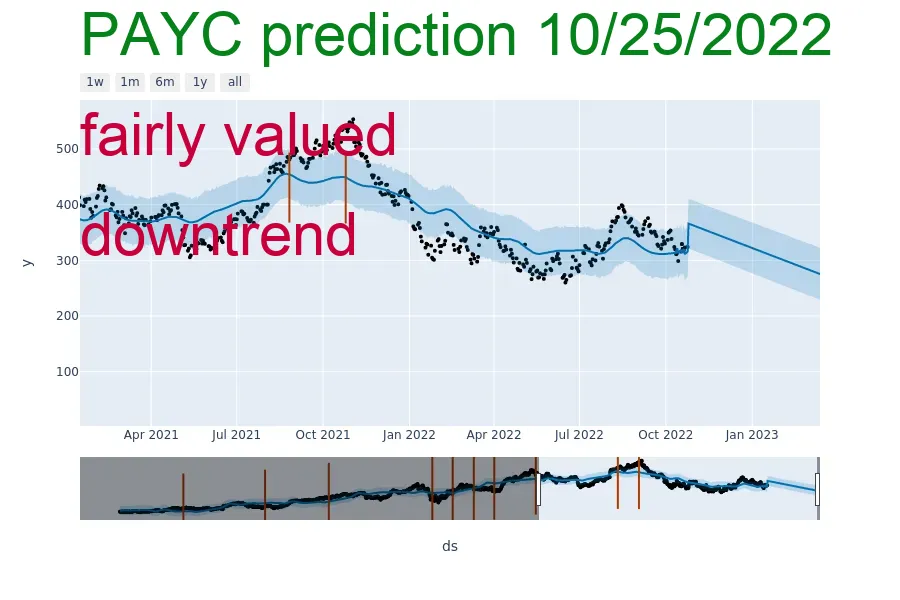 PAYC prediction 10/25/2022
1w 1m 6m 1y all
fairly valued
500
400
downtrend
300
y
200
100
Apr 2021 Jul 2021 Oct 2021 Jan 2022 Apr 2022 Jul 2022 Oct 2022 Jan 2023
ds